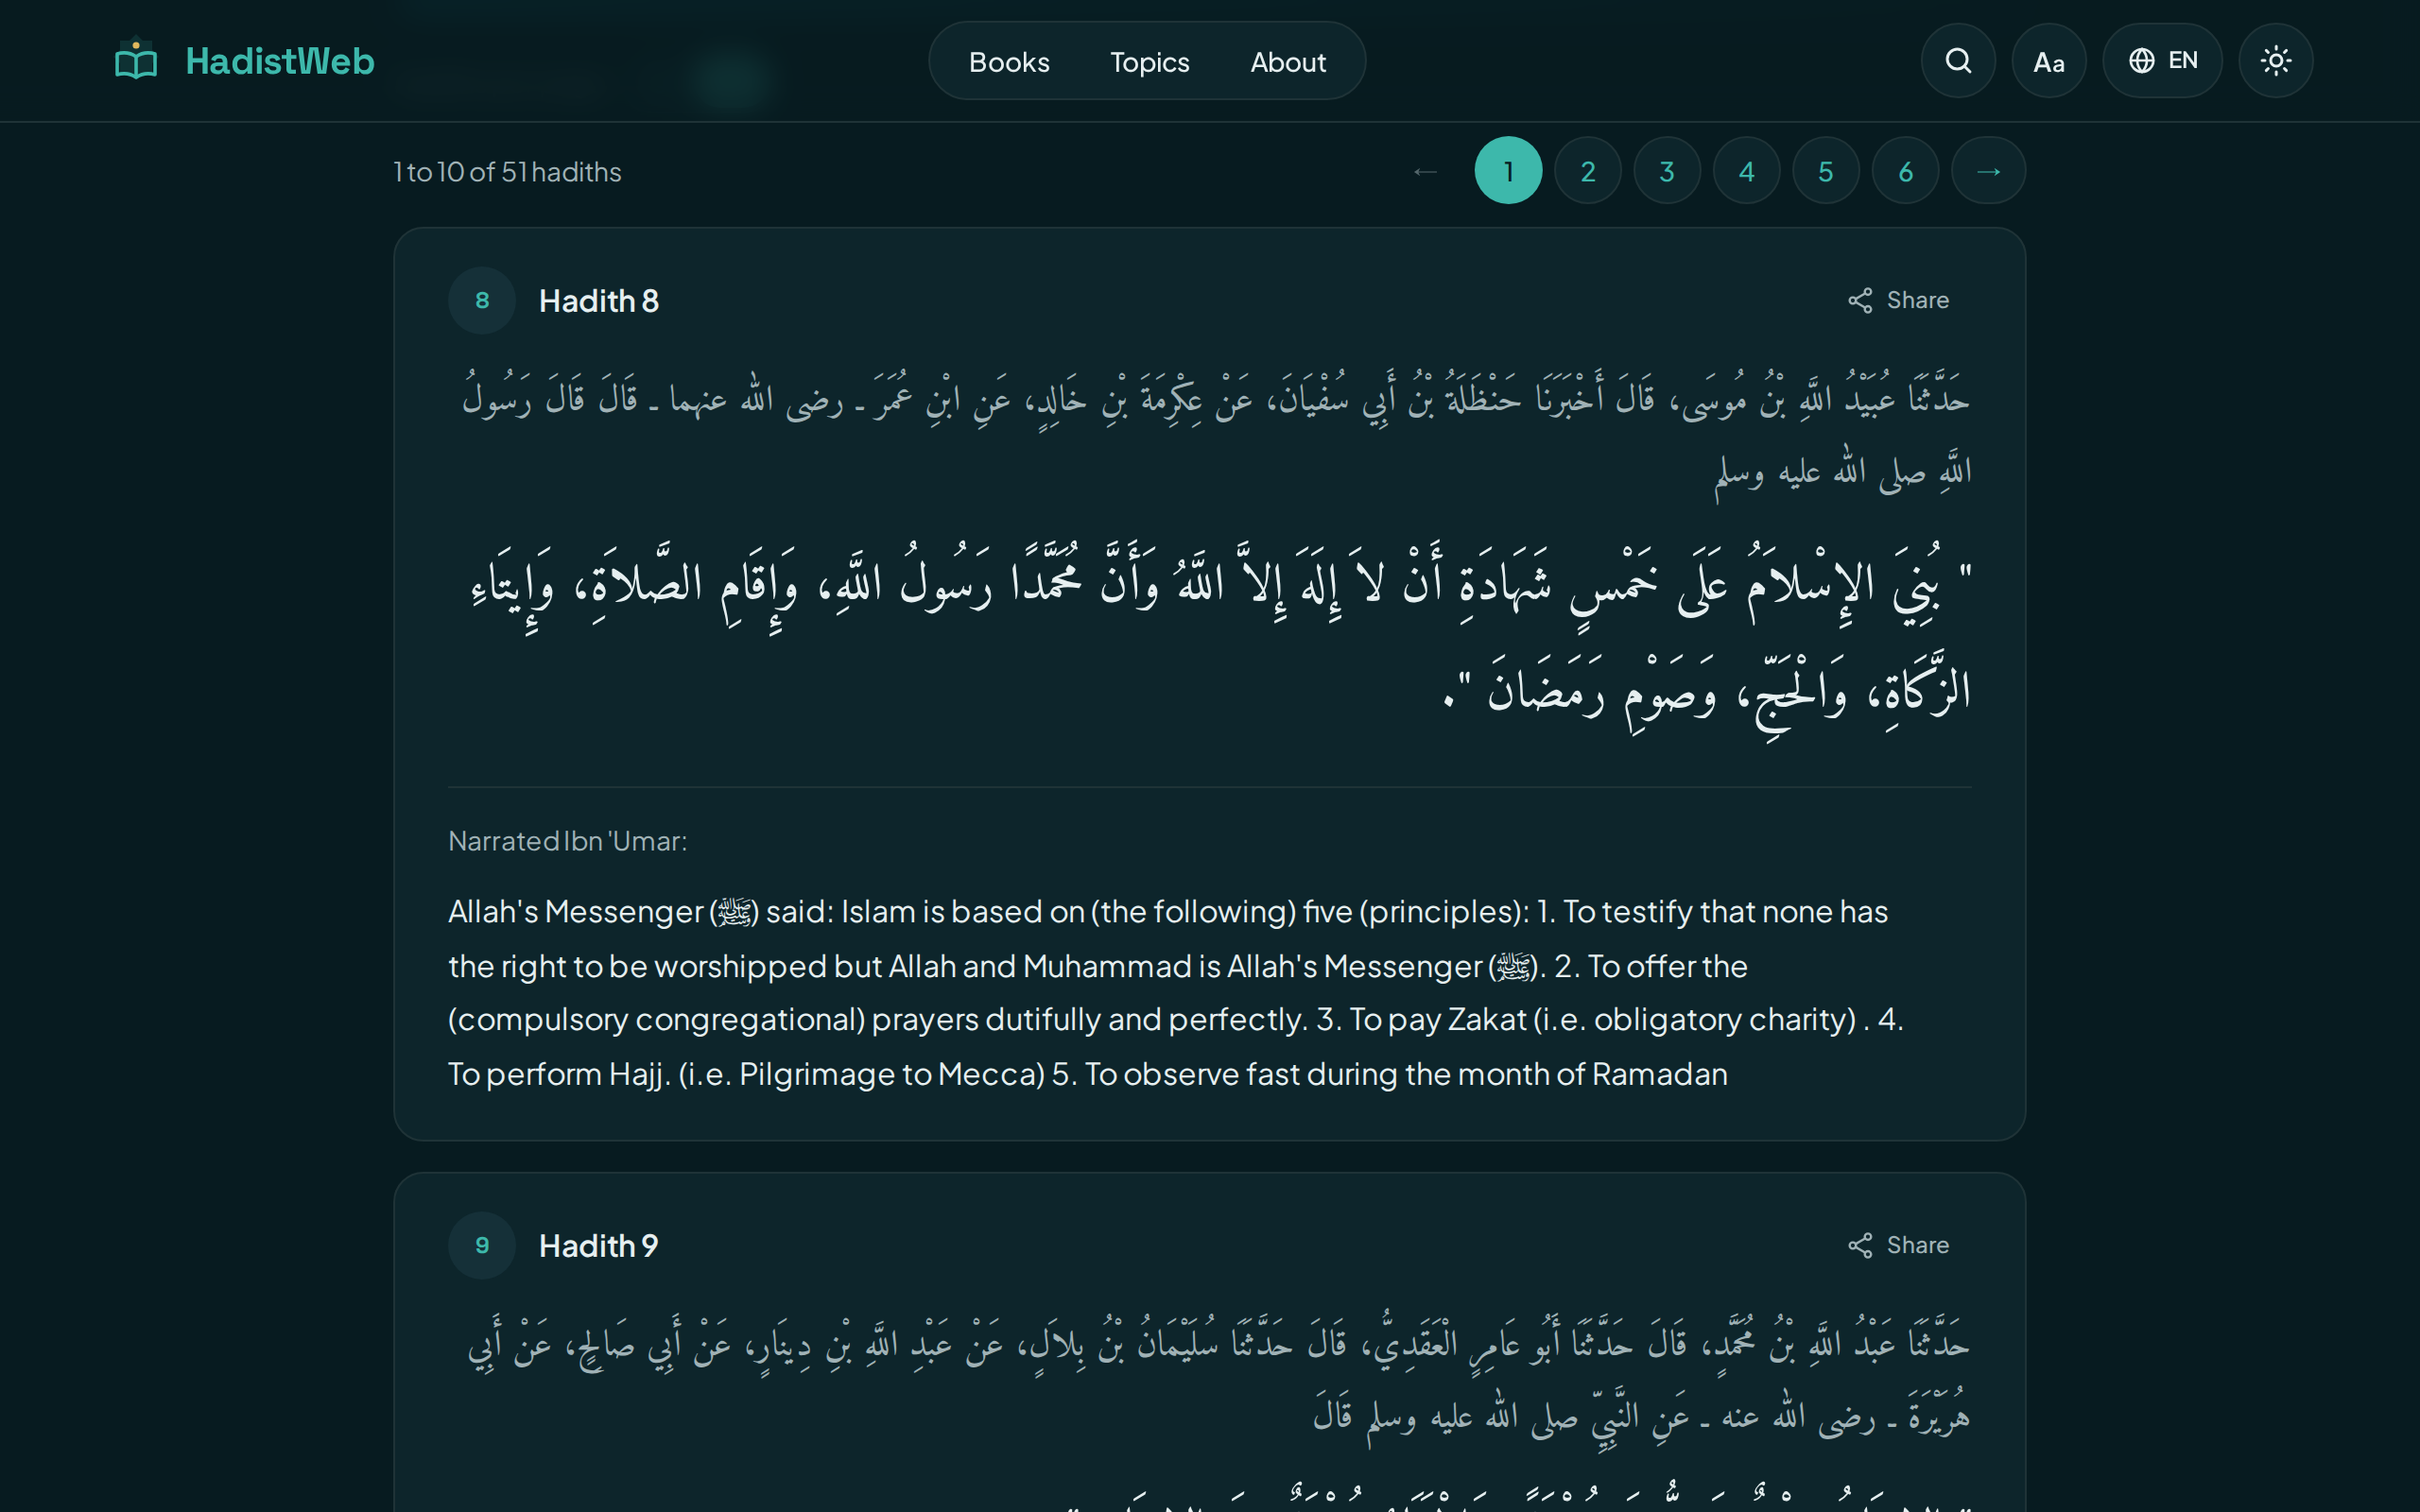 HadistWeb
Books Topics About
Aa EN
1 to 10 of 51 hadiths
← 1 2 3 4 5 6 →
8 Hadith 8 Share
حَدَّثَنَا عُبَيْدُ اللَّهِ بْنُ مُوسَى، قَالَ أَخْبَرَنَا حَنْظَلَةُ بْنُ أَبِي سُفْيَانَ، عَنْ عِكْرِمَةَ بْنِ خَالِدٍ، عَنِ ابْنِ عُمَرَ ـ رضى الله عنهما ـ قَالَ قَالَ رَسُولُ
اللَّهِ صلى الله عليه وسلم
" بُنِيَ الإِسْلاَمُ عَلَى خَمْسٍ شَهَادَةِ أَنْ لاَ إِلَهَ إِلاَّ اللَّهُ وَأَنَّ مُحَمَّدًا رَسُولُ اللَّهِ، وَإِقَامِ الصَّلاَةِ، وَإِيتَاءِ
الزَّكَاةِ، وَالْحَجِّ، وَصَوْمِ رَمَضَانَ ".
Narrated Ibn 'Umar:
Allah's Messenger (ﷺ) said: Islam is based on (the following) five (principles): 1. To testify that none has
the right to be worshipped but Allah and Muhammad is Allah's Messenger (ﷺ). 2. To offer the
(compulsory congregational) prayers dutifully and perfectly. 3. To pay Zakat (i.e. obligatory charity) . 4.
To perform Hajj. (i.e. Pilgrimage to Mecca) 5. To observe fast during the month of Ramadan
9 Hadith 9 Share
حَدَّثَنَا عَبْدُ اللَّهِ بْنُ مُحَمَّدٍ، قَالَ حَدَّثَنَا أَبُو عَامِرٍ الْعَقَدِيُّ، قَالَ حَدَّثَنَا سُلَيْمَانُ بْنُ بِلاَلٍ، عَنْ عَبْدِ اللَّهِ بْنِ دِينَارٍ، عَنْ أَبِي صَالِحٍ، عَنْ أَبِي
هُرَيْرَةَ ـ رضى الله عنه ـ عَنِ النَّبِيِّ صلى الله عليه وسلم قَالَ